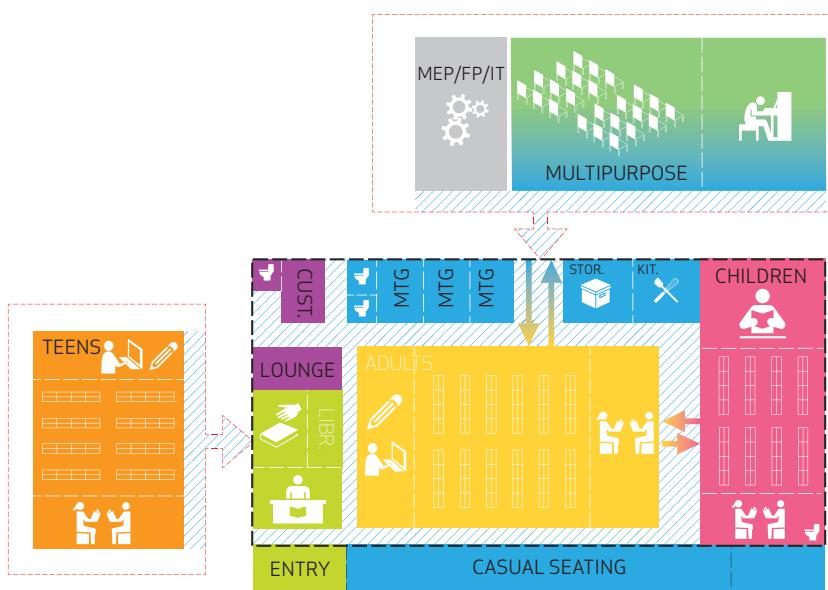 MEP/FP/IT
MULTIPURPOSE
CUST.
MTG
MTG
MTG
STOR.
KIT.
CHILDREN
TEENS
LOUNGE
ADULTS
LIBR.
ENTRY
CASUAL SEATING